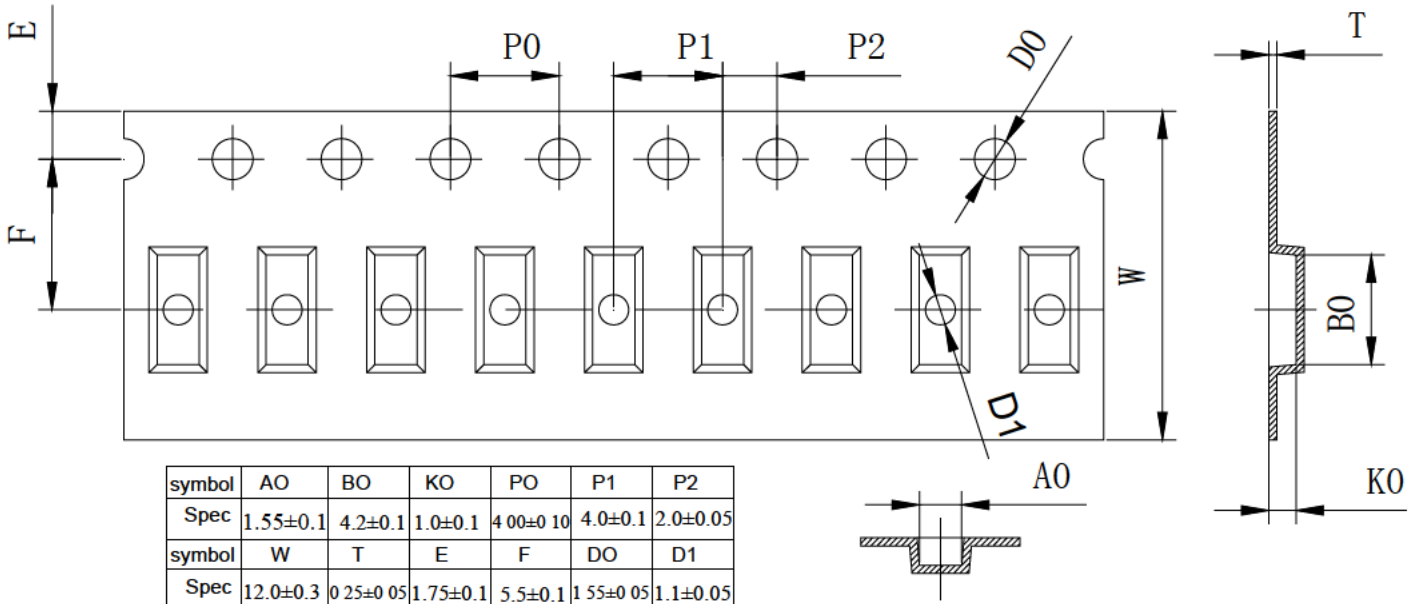 E
P0
P1
P2
D0
T
F
W
B0
D1
A0
K0
symbol AO BO KO PO P1 P2
Spec 1.55±0.1 4.2±0.1 1.0±0.1 4 00±0 10 4.0±0.1 2.0±0.05
symbol W T E F DO D1
Spec 12.0±0.3 0 25±0 05 1.75±0.1 5.5±0.1 1 55±0 05 1.1±0.05